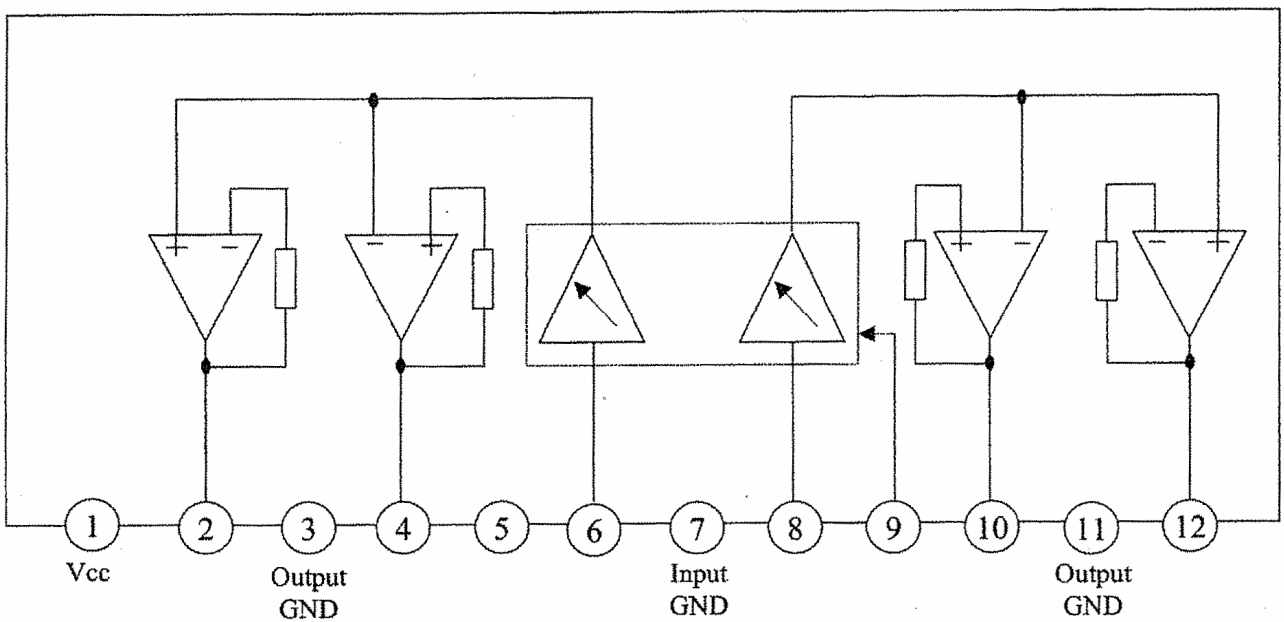 + - - + + - - +
1 2 3 4 5 6 7 8 9 10 11 12
Vcc Output Input Output
GND GND GND